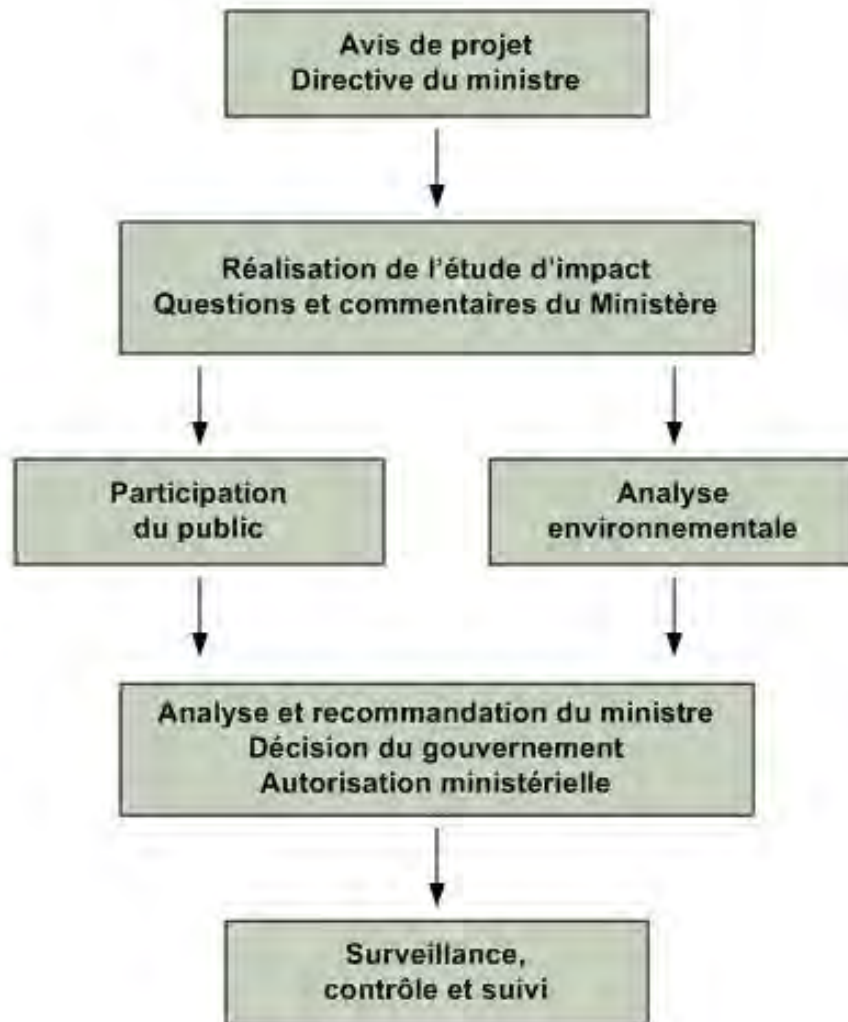 Avis de projet
Directive du ministre
Réalisation de l'étude d'impact
Questions et commentaires du Ministère
Participation
du public
Analyse
environnementale
Analyse et recommandation du ministre
Décision du gouvernement
Autorisation ministérielle
Surveillance,
contrôle et suivi